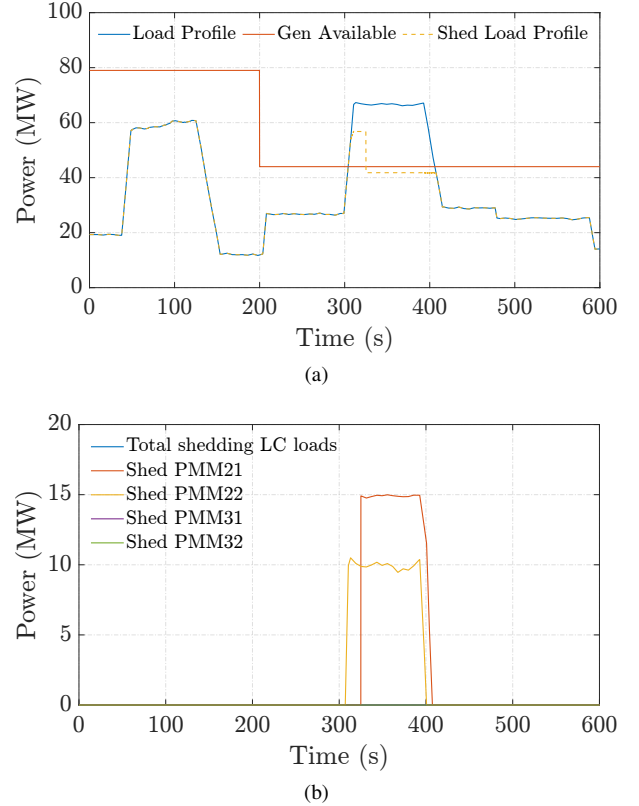 Load Profile Gen Available Shed Load Profile
100
80
60
40
20
0
Power (MW)
0 100 200 300 400 500 600
Time (s)
(a)
20
15
10
5
0
Power (MW)
Total shedding LC loads
Shed PMM21
Shed PMM22
Shed PMM31
Shed PMM32
0 100 200 300 400 500 600
Time (s)
(b)